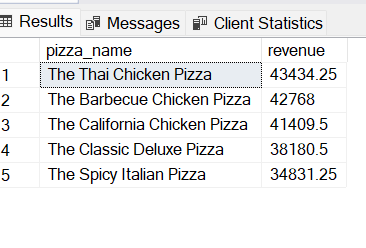 Results Messages Client Statistics
pizza_name revenue
1 The Thai Chicken Pizza 43434.25
2 The Barbecue Chicken Pizza 42768
3 The California Chicken Pizza 41409.5
4 The Classic Deluxe Pizza 38180.5
5 The Spicy Italian Pizza 34831.25